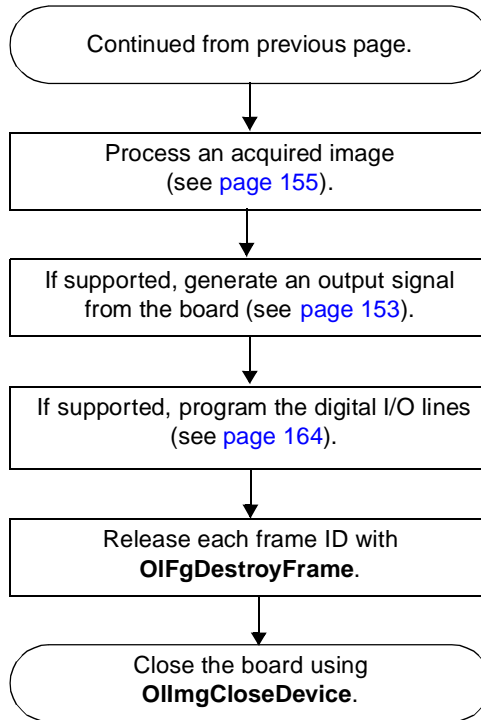 Continued from previous page.
Process an acquired image
(see page 155).
If supported, generate an output signal
from the board (see page 153).
If supported, program the digital I/O lines
(see page 164).
Release each frame ID with
OlFgDestroyFrame.
Close the board using
OlImgCloseDevice.